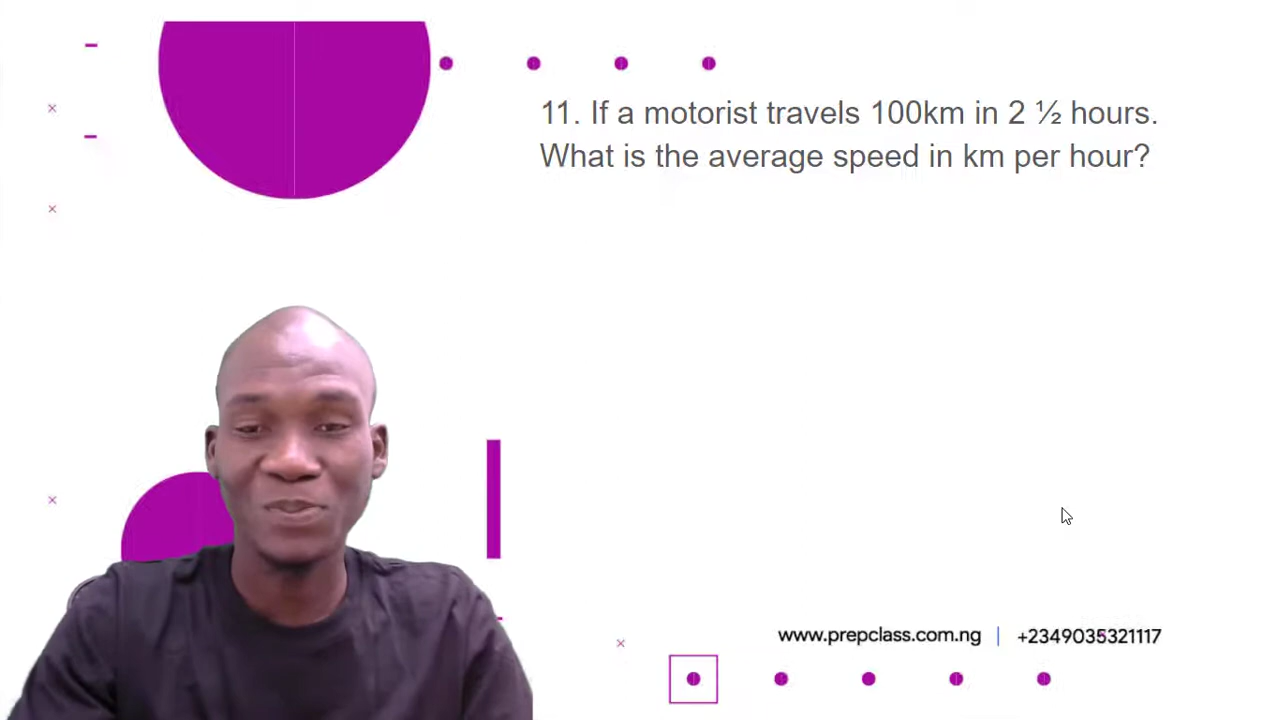 11. If a motorist travels 100km in 2 ½ hours.
What is the average speed in km per hour?
www.prepclass.com.ng | +2349035321117